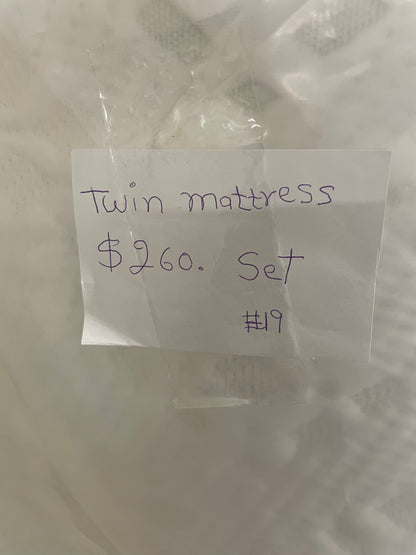 Twin mattress
$260. Set
#19